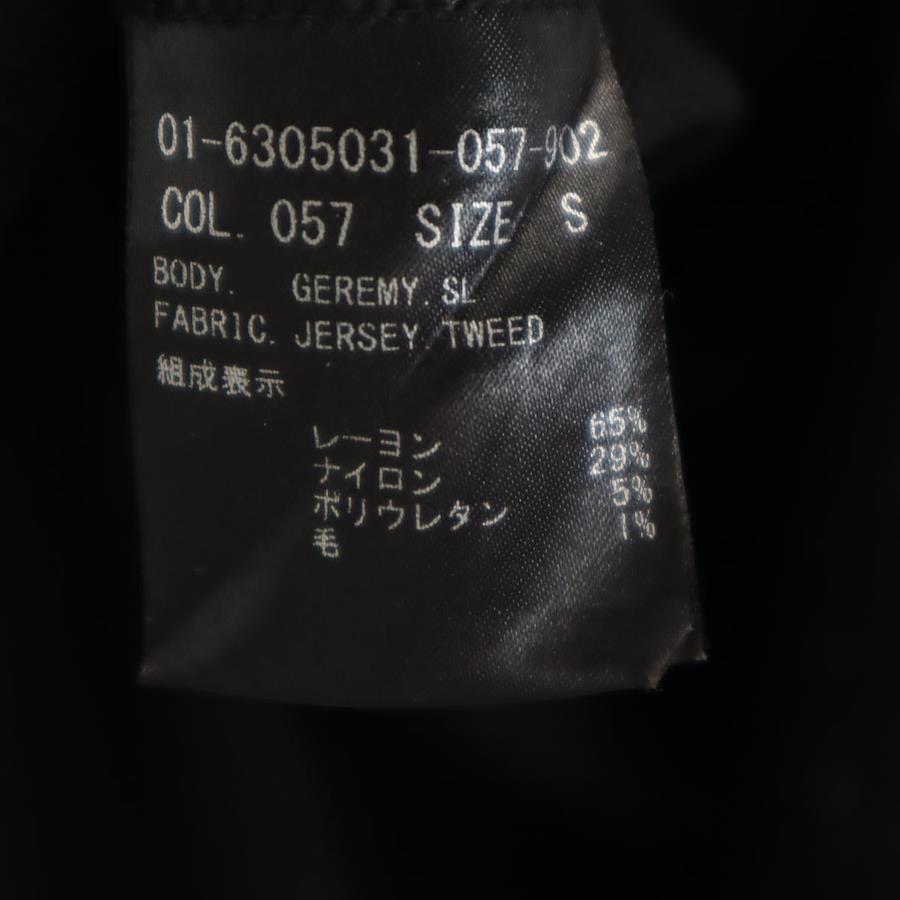 01-6305031-057-902
COL. 057 SIZE S
BODY. GEREMY.SL
FABRIC. JERSEY TWEED
組成表示
レーヨン 65%
ナイロン 29%
ポリウレタン 5%
毛 1%